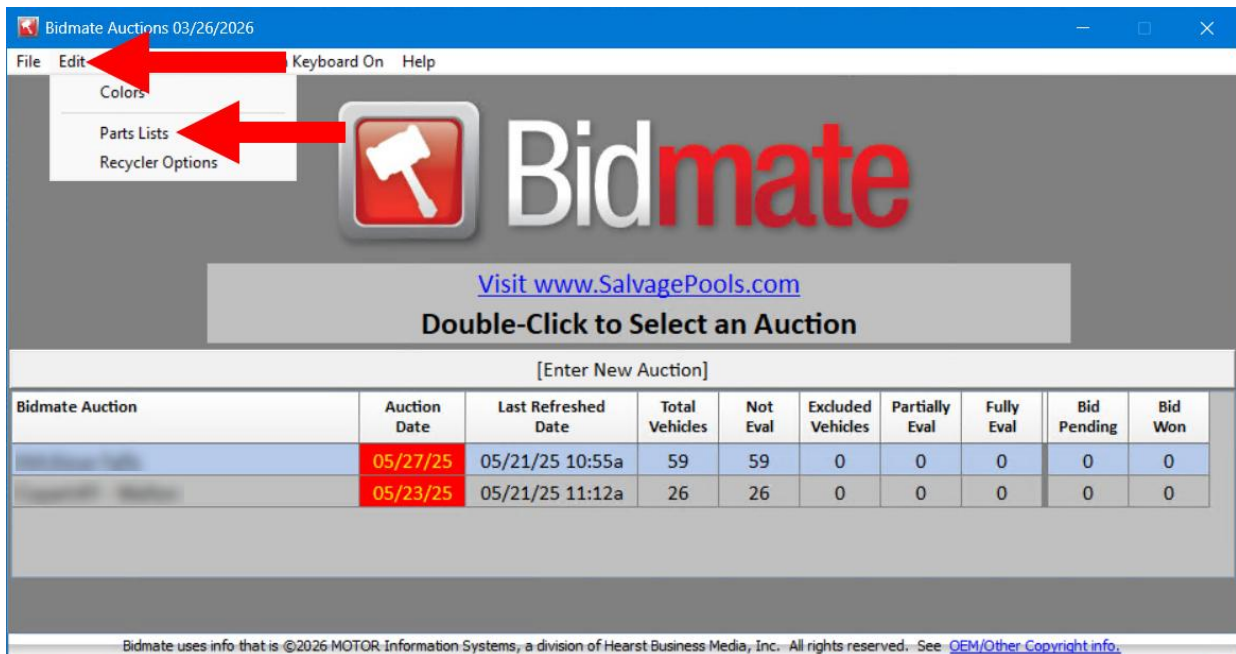 Bidmate Auctions 03/26/2026
File Edit Keyboard On Help
Colors
Parts Lists
Recycler Options
Bidmate
Visit www.SalvagePools.com
Double-Click to Select an Auction
[Enter New Auction]
Bidmate Auction Auction Date Last Refreshed Date Total Vehicles Not Eval Excluded Vehicles Partially Eval Fully Eval Bid Pending Bid Won
05/27/25 05/21/25 10:55a 59 59 0 0 0 0 0
05/23/25 05/21/25 11:12a 26 26 0 0 0 0 0
Bidmate uses info that is ©2026 MOTOR Information Systems, a division of Hearst Business Media, Inc. All rights reserved. See OEM/Other Copyright info.